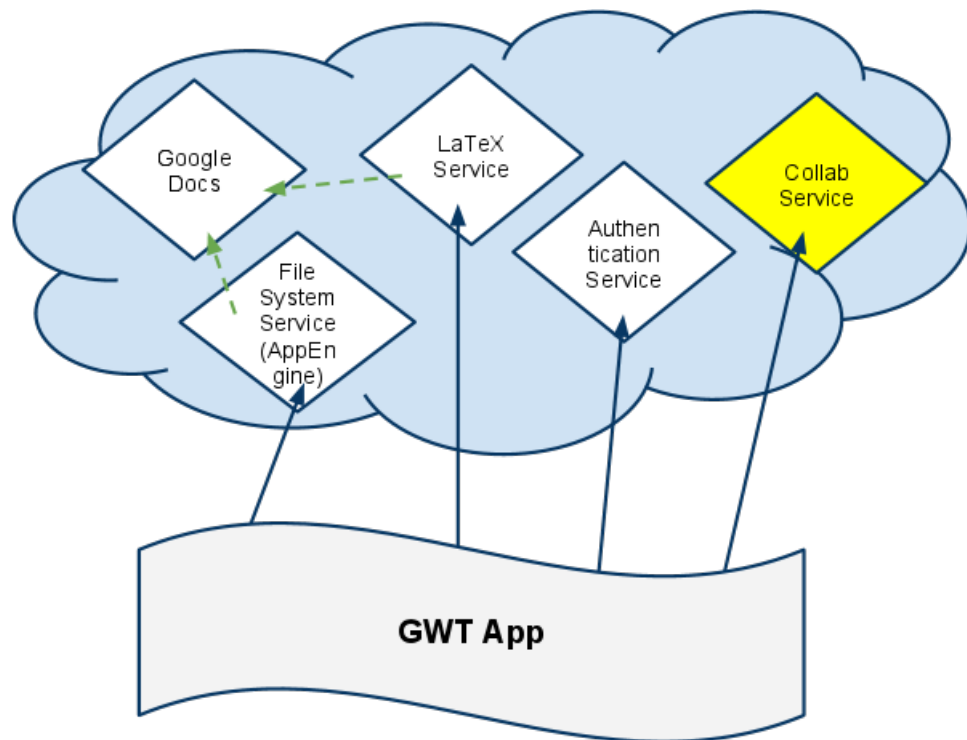 Google
Docs
LaTeX
Service
Collab
Service
Authen
tication
Service
File
System
Service
(AppEn
gine)
GWT App